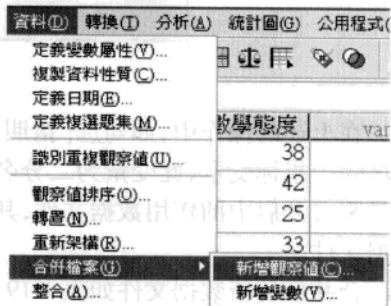 資料(D) 轉換(T) 分析(A) 統計圖(G) 公用程式(
定義變數屬性(V)...
複製資料性質(C)...
定義日期(E)...
定義複選題集(M)...
識別重複觀察值(U)...
觀察值排序(O)...
轉置(N)...
重新架構(R)...
合併檔案(G)
整合(A)...
數學態度 var
38
42
25
33
新增觀察值(C)...
新增變數(V)...